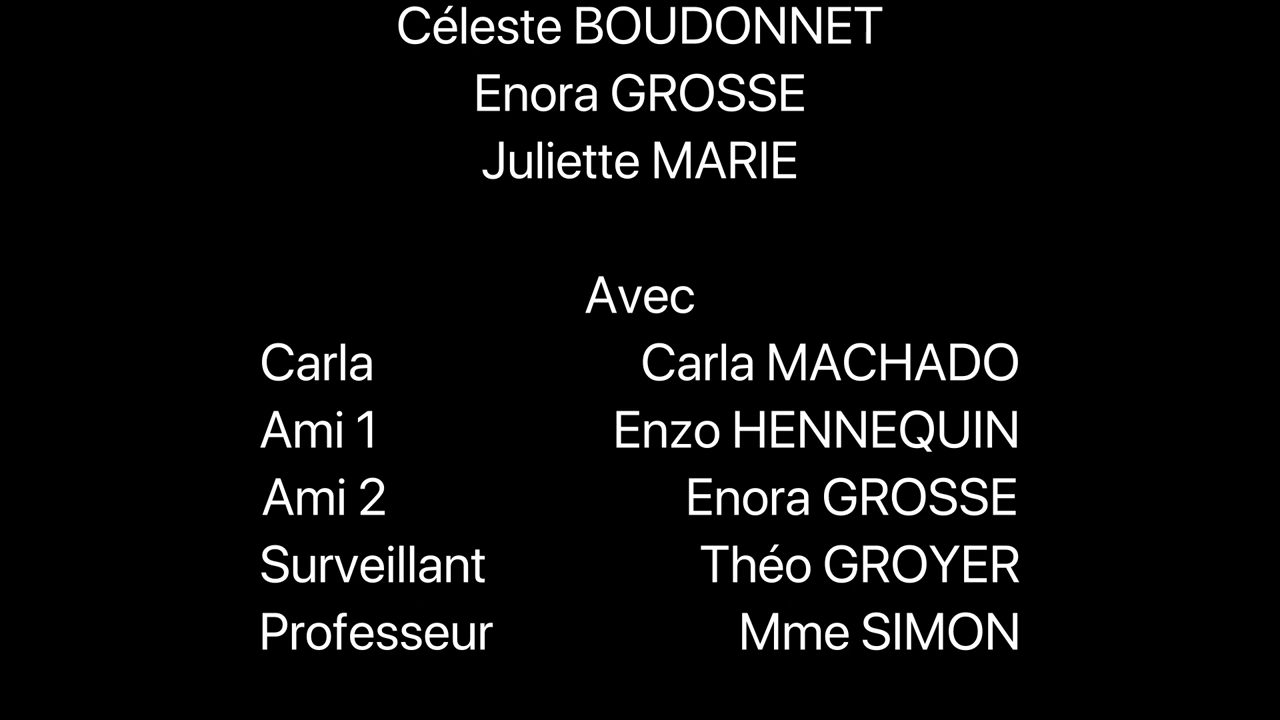 Céleste BOUDONNET
Enora GROSSE
Juliette MARIE
Avec
Carla Carla MACHADO
Ami 1 Enzo HENNEQUIN
Ami 2 Enora GROSSE
Surveillant Théo GROYER
Professeur Mme SIMON